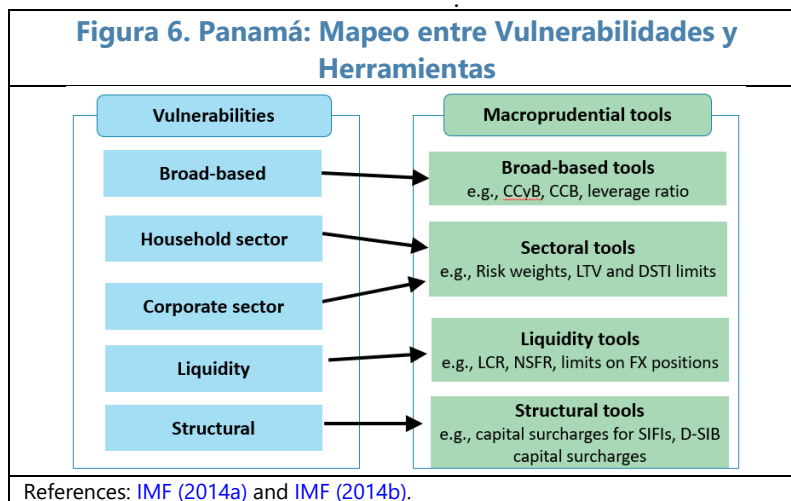 Figura 6. Panamá: Mapeo entre Vulnerabilidades y
Herramientas
Vulnerabilities
Macroprudential tools
Broad-based
Broad-based tools
e.g., CCyB, CCB, leverage ratio
Household sector
Sectoral tools
e.g., Risk weights, LTV and DSTI limits
Corporate sector
Liquidity
Liquidity tools
e.g., LCR, NSFR, limits on FX positions
Structural
Structural tools
e.g., capital surcharges for SIFIs, D-SIB
capital surcharges
References: IMF (2014a) and IMF (2014b).